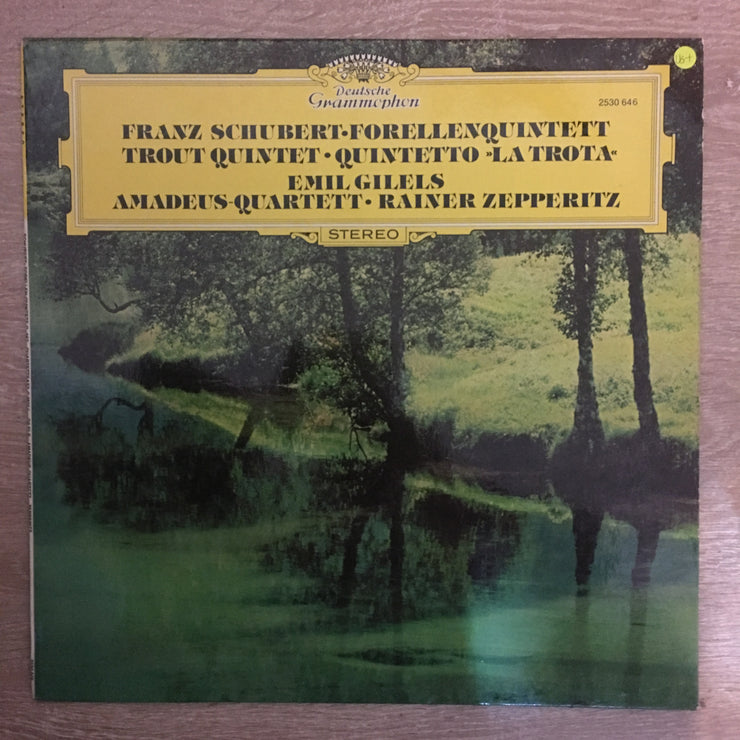 Deutsche
Grammophon
2530 646
FRANZ SCHUBERT·FORELLENQUINTETT
TROUT QUINTET · QUINTETTO »LA TROTA«
EMIL GILELS
AMADEUS-QUARTETT · RAINER ZEPPERITZ
STEREO